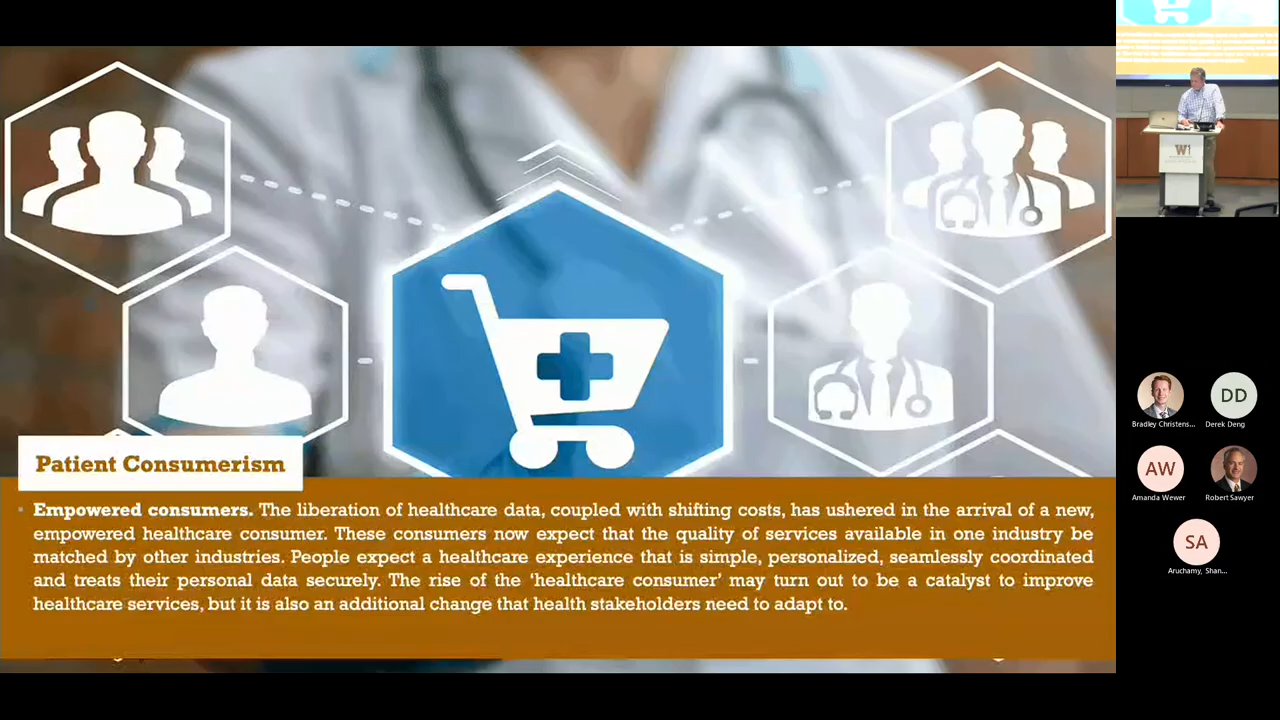 Patient Consumerism
Empowered consumers. The liberation of healthcare data, coupled with shifting costs, has ushered in the arrival of a new,
empowered healthcare consumer. These consumers now expect that the quality of services available in one industry be
matched by other industries. People expect a healthcare experience that is simple, personalized, seamlessly coordinated
and treats their personal data securely. The rise of the ‘healthcare consumer’ may turn out to be a catalyst to improve
healthcare services, but it is also an additional change that health stakeholders need to adapt to.
W
Bradley Christens...
DD
Derek Deng
AW
Amanda Wewer
Robert Sawyer
SA
Aruchamy, Shan...